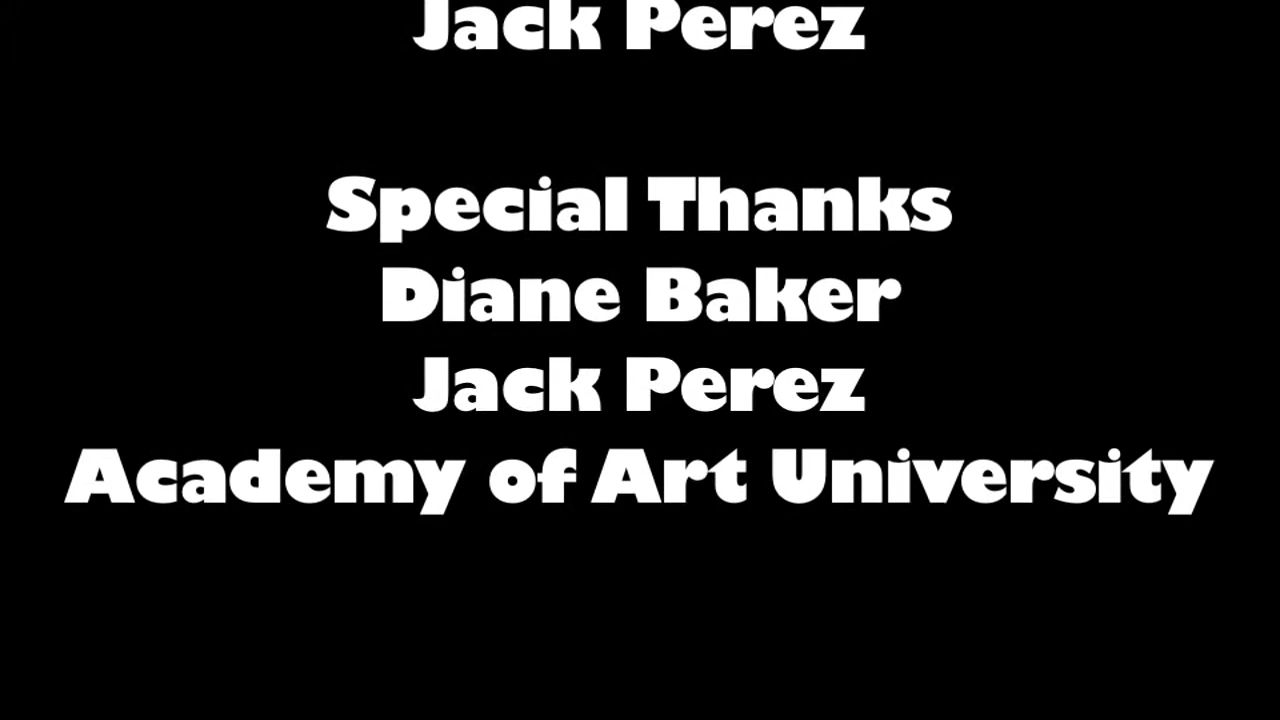 Jack Perez
Special Thanks
Diane Baker
Jack Perez
Academy of Art University